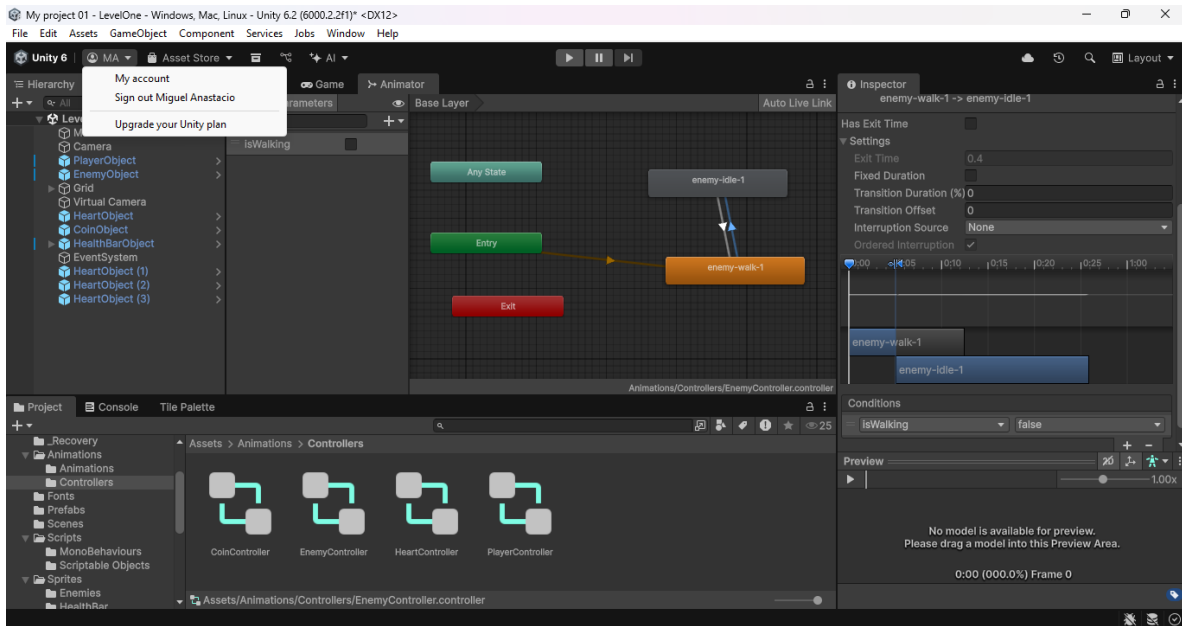 My project 01 - LevelOne - Windows, Mac, Linux - Unity 6.2 (6000.2.2f1)* <DX12>
File Edit Assets GameObject Component Services Jobs Window Help
Unity 6 MA Asset Store AI Layout
My account
Sign out Miguel Anastacio
Upgrade your Unity plan
Hierarchy Game Animator Inspector
All Base Layer Auto Live Link enemy-walk-1 -> enemy-idle-1
Camera
PlayerObject
EnemyObject
Grid
Virtual Camera
HeartObject
CoinObject
HealthBarObject
EventSystem
HeartObject (1)
HeartObject (2)
HeartObject (3)
isWalking
Any State
enemy-idle-1
Entry
enemy-walk-1
Exit
Animations/Controllers/EnemyController.controller
Has Exit Time
Settings
Exit Time 0.4
Fixed Duration
Transition Duration (%) 0
Transition Offset 0
Interruption Source None
Ordered Interruption
0:00 0:05 0:10 0:15 0:20 0:25 1:00
enemy-walk-1
enemy-idle-1
Conditions
isWalking false
Preview
1.00x
No model is available for preview.
Please drag a model into this Preview Area.
0:00 (000.0%) Frame 0
Project Console Tile Palette
25
_Recovery
Animations
Animations
Controllers
Fonts
Prefabs
Scenes
Scripts
MonoBehaviours
Scriptable Objects
Sprites
Enemies
HealthBar
Assets > Animations > Controllers
CoinController EnemyController HeartController PlayerController
Assets/Animations/Controllers/EnemyController.controller